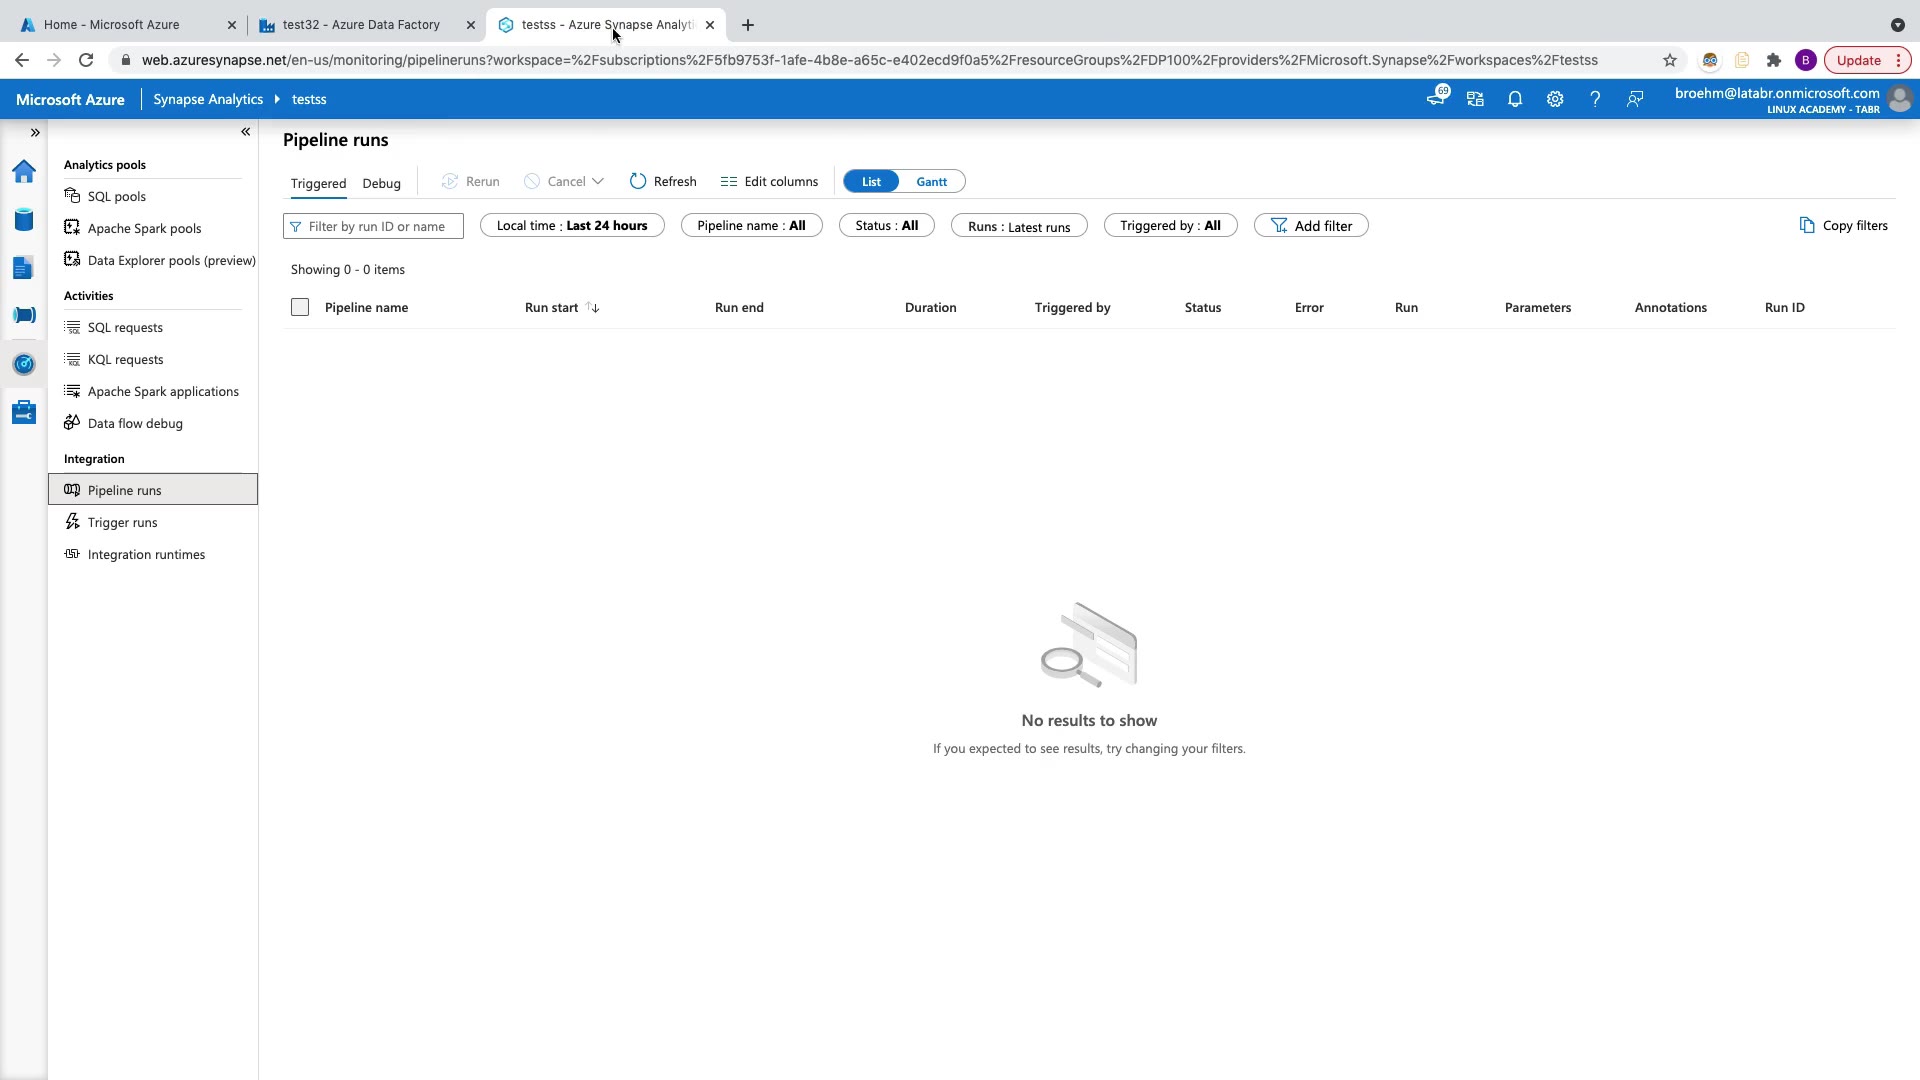 Home - Microsoft Azure
test32 - Azure Data Factory
testss - Azure Synapse Analyti
web.azuresynapse.net/en-us/monitoring/pipelineruns?workspace=%2Fsubscriptions%2F5fb9753f-1afe-4b8e-a65c-e402ecd9f0a5%2FresourceGroups%2FDP100%2Fproviders%2FMicrosoft.Synapse%2Fworkspaces%2Ftestss
B
Update
Microsoft Azure
Synapse Analytics
testss
69
broehm@latabr.onmicrosoft.com
LINUX ACADEMY - TABR
Analytics pools
SQL pools
Apache Spark pools
Data Explorer pools (preview)
Activities
SQL requests
KQL requests
Apache Spark applications
Data flow debug
Integration
Pipeline runs
Trigger runs
Integration runtimes
Pipeline runs
Triggered
Debug
Rerun
Cancel
Refresh
Edit columns
List
Gantt
Filter by run ID or name
Local time : Last 24 hours
Pipeline name : All
Status : All
Runs : Latest runs
Triggered by : All
Add filter
Copy filters
Showing 0 - 0 items
Pipeline name
Run start
Run end
Duration
Triggered by
Status
Error
Run
Parameters
Annotations
Run ID
No results to show
If you expected to see results, try changing your filters.